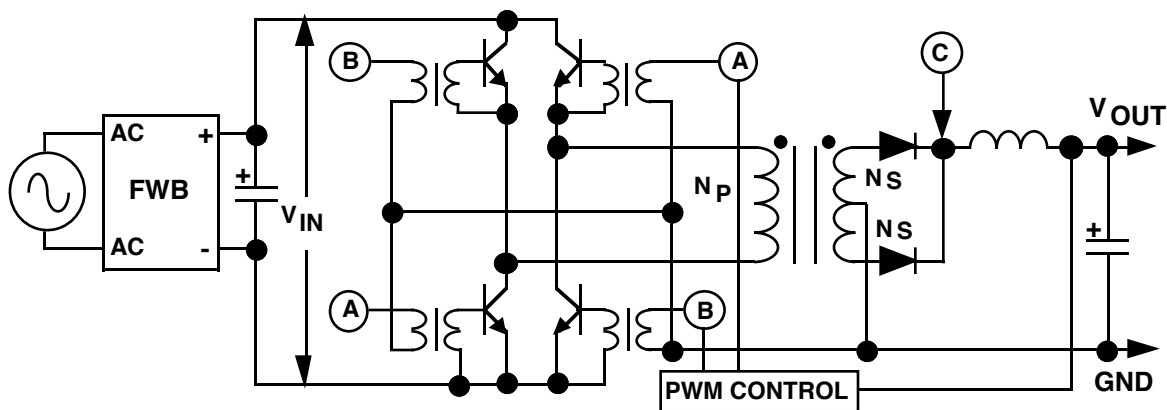 B
A
C
V OUT
AC
+
FWB
+
V IN
AC
-
N P
N S
N S
+
A
B
PWM CONTROL
GND